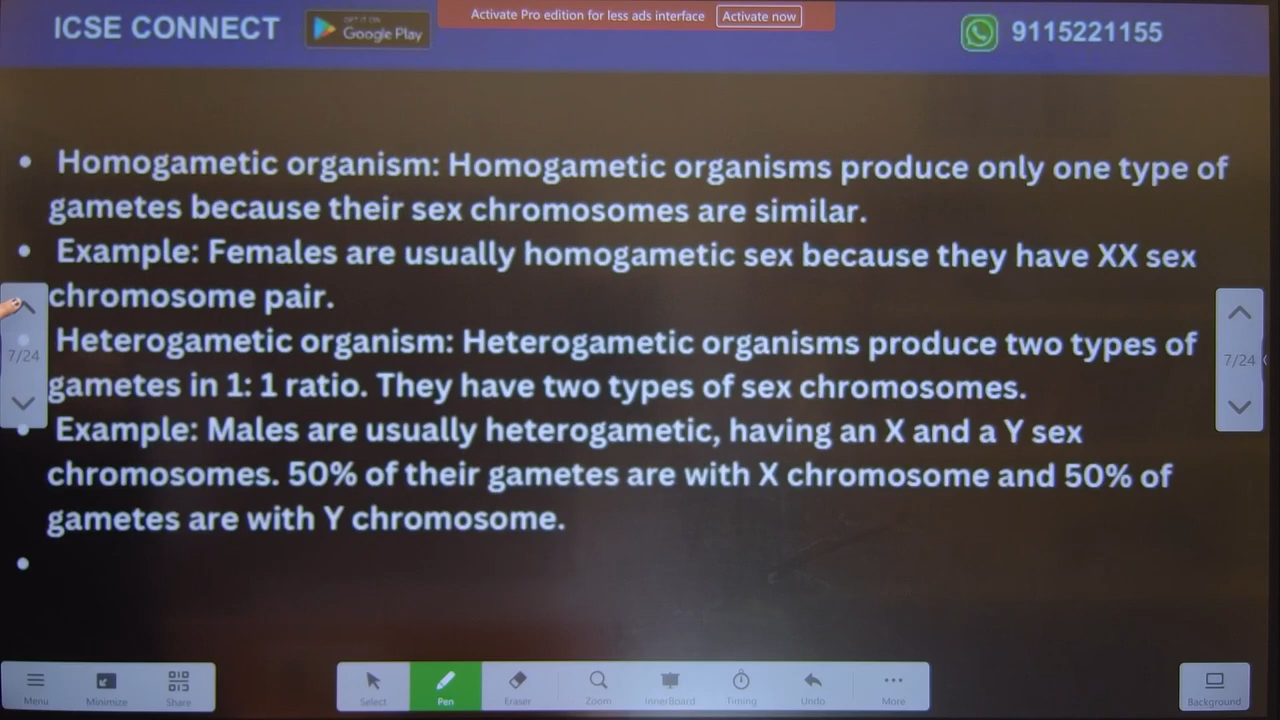 ICSE CONNECT
GET IT ON
Google Play
Activate Pro edition for less ads interface
Activate now
9115221155
• Homogametic organism: Homogametic organisms produce only one type of
gametes because their sex chromosomes are similar.
• Example: Females are usually homogametic sex because they have XX sex
chromosome pair.
Heterogametic organism: Heterogametic organisms produce two types of
gametes in 1: 1 ratio. They have two types of sex chromosomes.
• Example: Males are usually heterogametic, having an X and a Y sex
chromosomes. 50% of their gametes are with X chromosome and 50% of
gametes are with Y chromosome.
•
7/24
7/24
Menu
Minimize
Share
Select
Pen
Eraser
Zoom
InnerBoard
Timing
Undo
More
Background